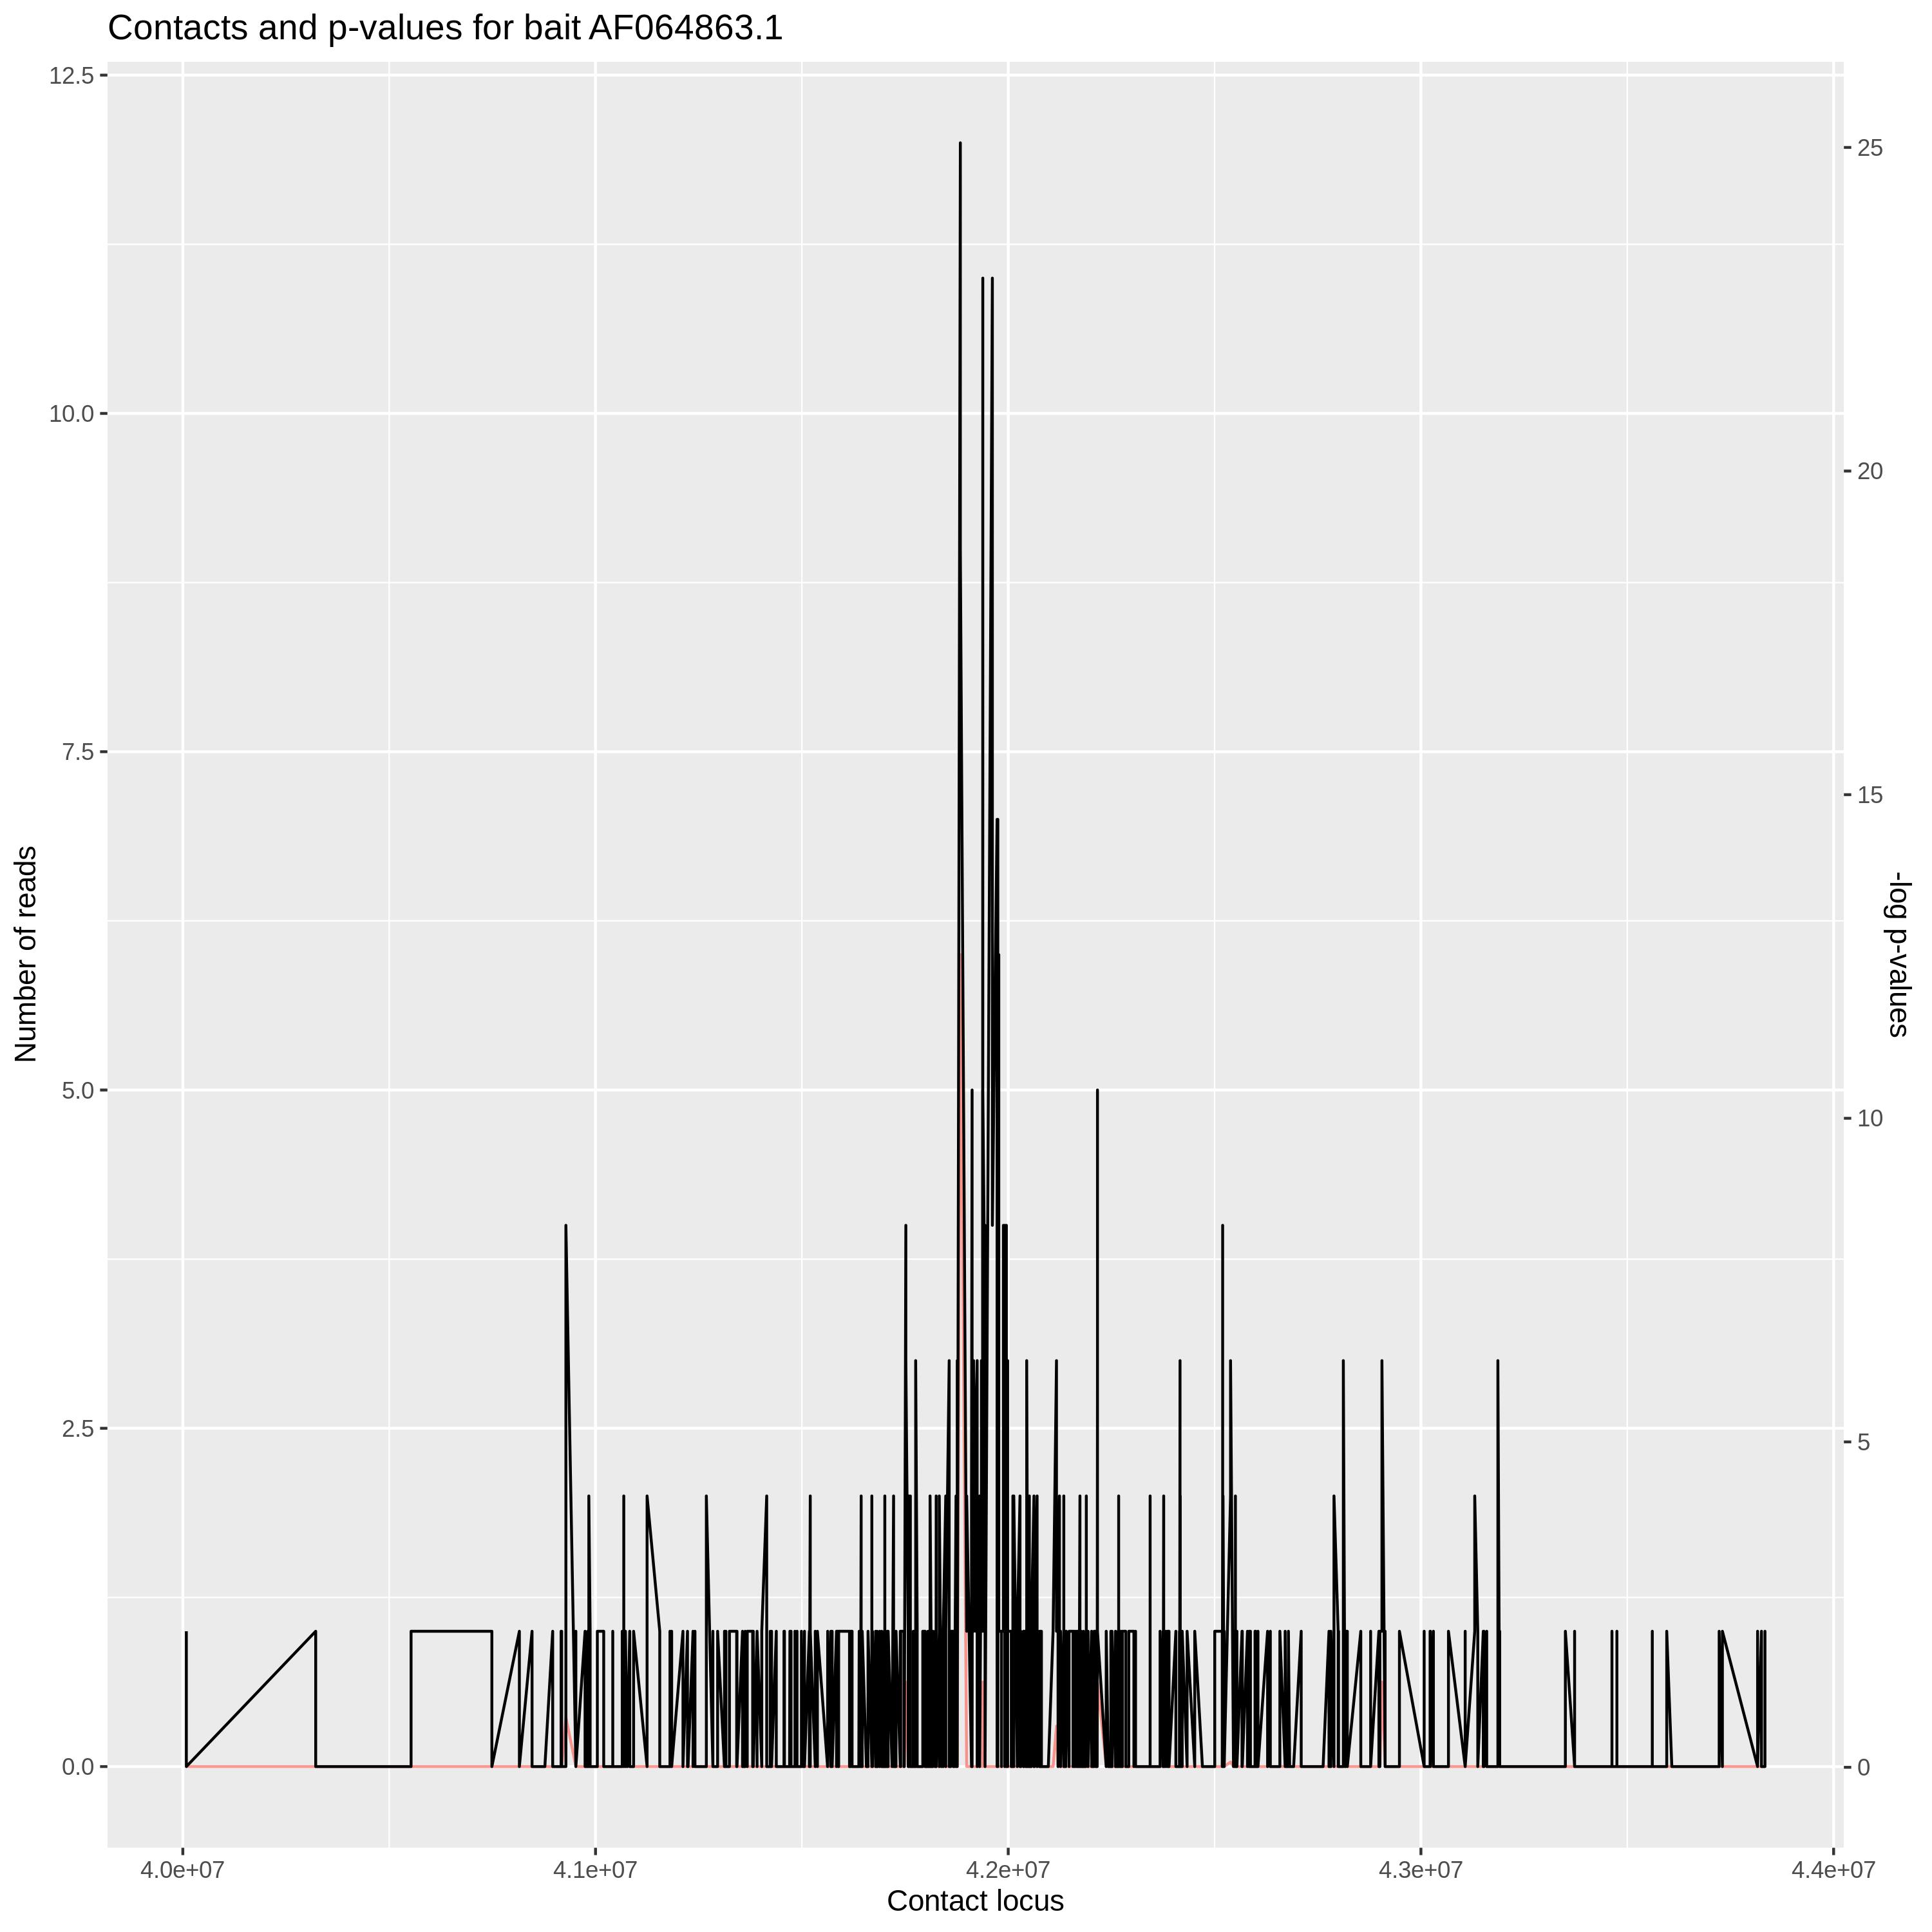 Contacts and p-values for bait AF064863.1
12.5
10.0
7.5
5.0
2.5
0.0
Number of reads
25
20
15
10
5
0
-log p-values
4.0e+07
4.1e+07
4.2e+07
4.3e+07
4.4e+07
Contact locus